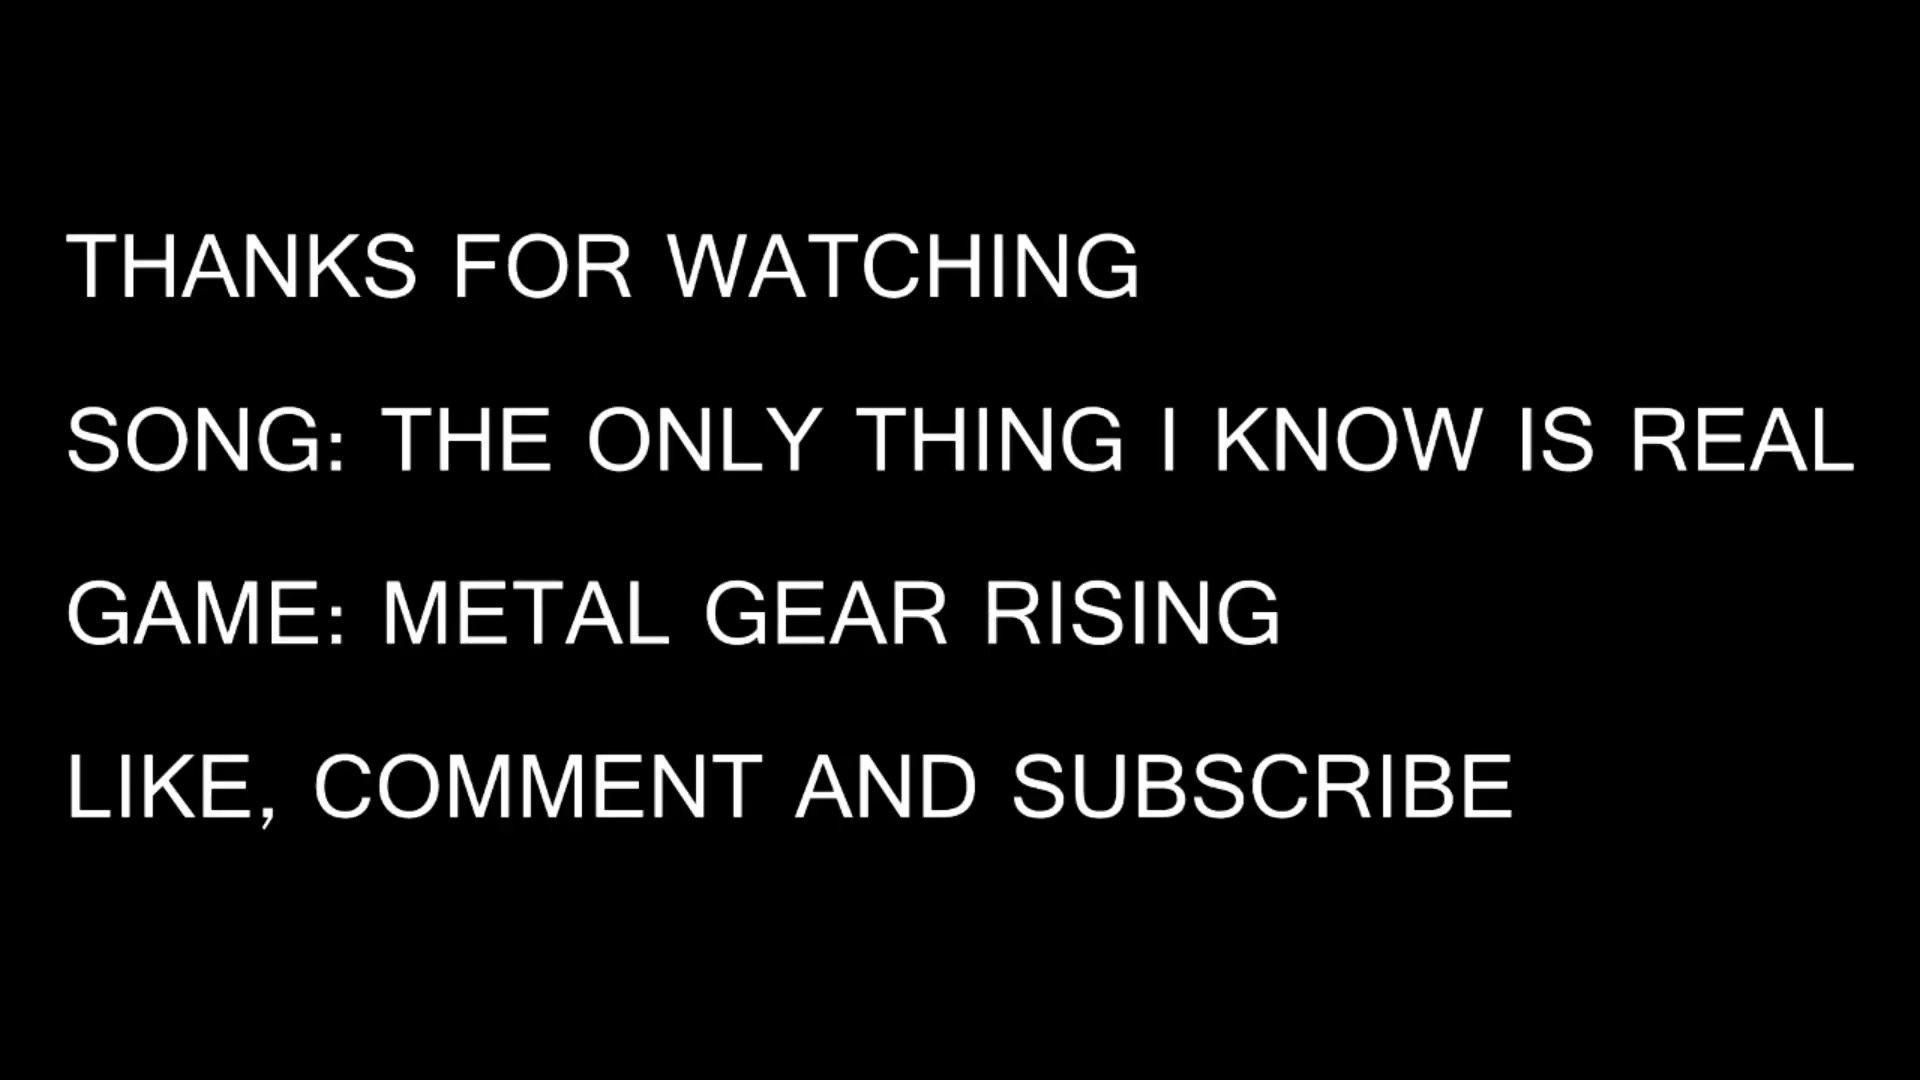 THANKS FOR WATCHING
SONG: THE ONLY THING I KNOW IS REAL
GAME: METAL GEAR RISING
LIKE, COMMENT AND SUBSCRIBE